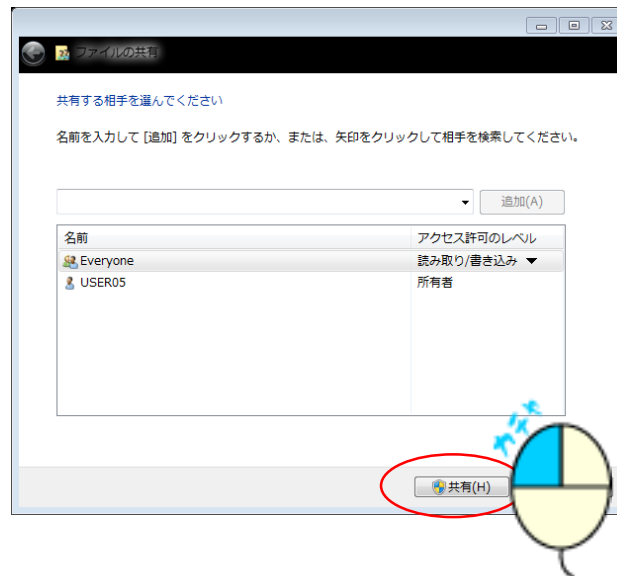 ファイルの共有
共有する相手を選んでください
名前を入力して [追加] をクリックするか、または、矢印をクリックして相手を検索してください。
追加(A)
名前 アクセス許可のレベル
Everyone 読み取り/書き込み
USER05 所有者
カチッ
共有(H)